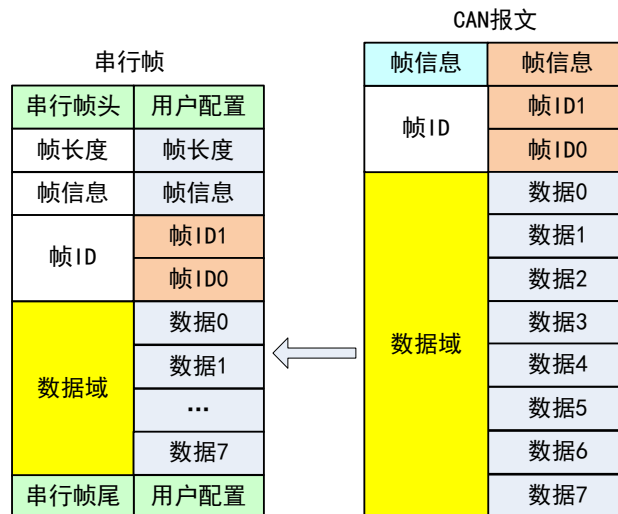 CAN报文
串行帧
串行帧头 用户配置
帧长度 帧长度
帧信息 帧信息
帧ID 帧ID1
帧ID0
数据域 数据0
数据1
…
数据7
串行帧尾 用户配置
帧信息 帧信息
帧ID 帧ID1
帧ID0
数据域 数据0
数据1
数据2
数据3
数据4
数据5
数据6
数据7